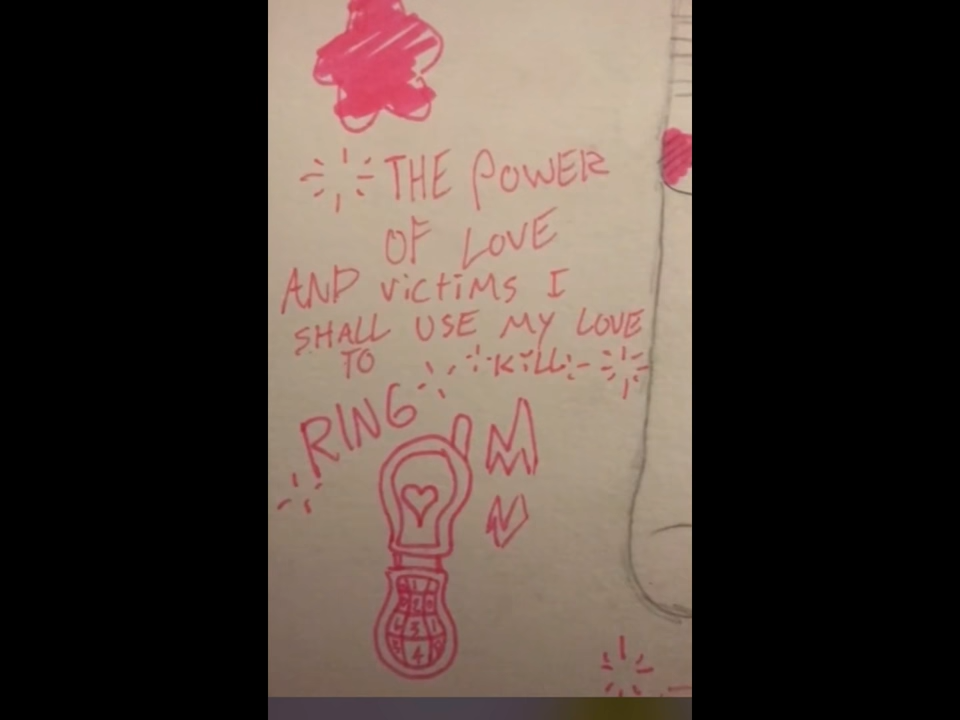 THE POWER
OF LOVE
AND VICTIMS I
SHALL USE MY LOVE
TO KILL
RING